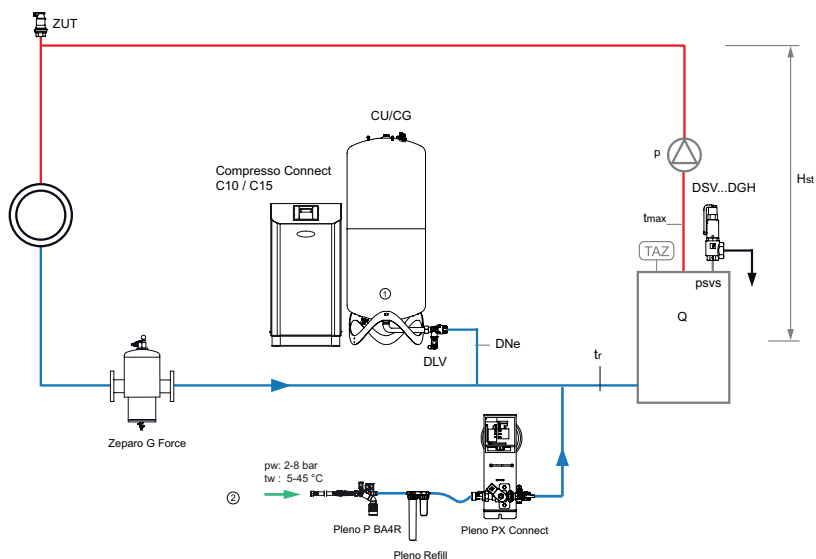 ZUT
CU/CG
Compresso Connect
C10 / C15
p
Hst
DSV...DGH
tmax
TAZ
psvs
Q
1
DNe
DLV
tr
Zeparo G Force
pw: 2-8 bar
tw : 5-45 °C
2
Pleno P BA4R
Pleno PX Connect
Pleno Refill